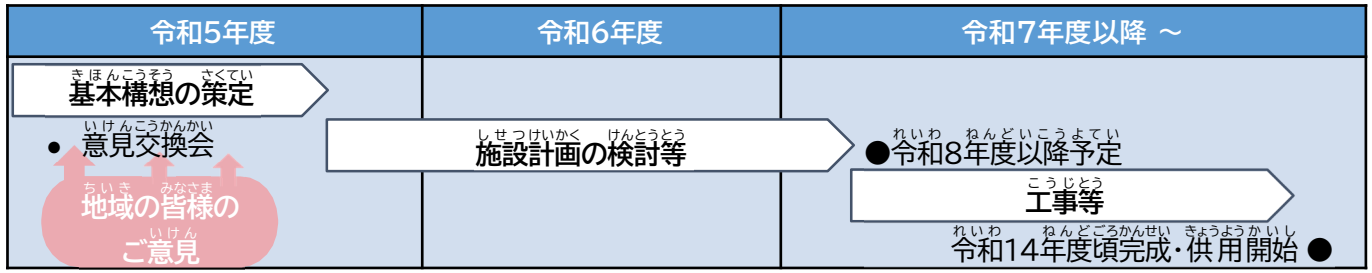 令和5年度
令和6年度
令和7年度以降 ～
きほんこうそう さくてい
基本構想の策定
いけんこうかんかい
● 意見交換会
ちいき みなさま
地域の皆様の
いけん
ご意見
しせつけいかく けんとうとう
施設計画の検討等
れいわ ねんどいこうよてい
●令和8年度以降予定
こうじとう
工事等
れいわ ねんどごろかんせい きょうようかいし
令和14年度頃完成・供用開始 ●